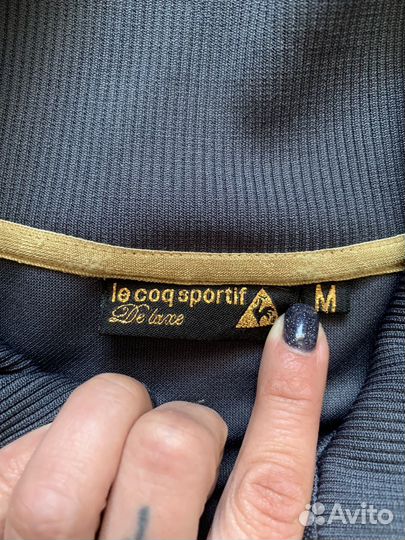 le coq sportif
De luxe
M
Avito